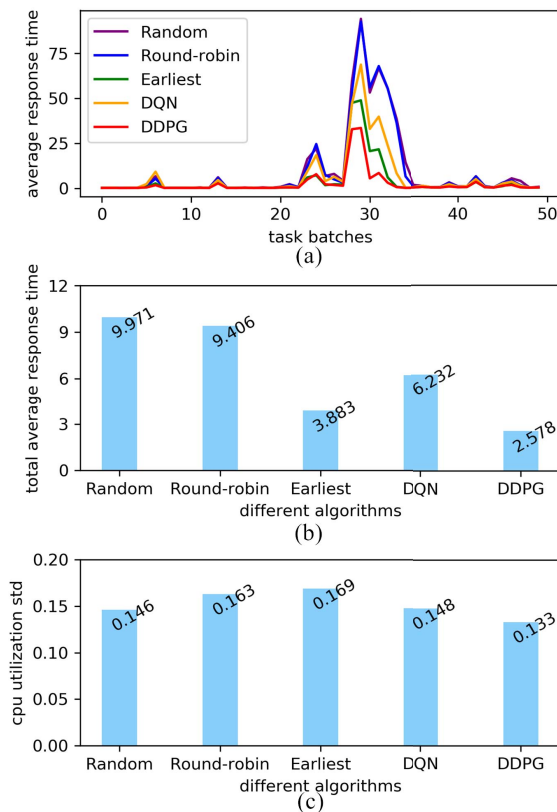 average response time
75
50
25
0
Random
Round-robin
Earliest
DQN
DDPG
0 10 20 30 40 50
task batches
(a)
total average response time
12
9
6
3
0
9.971
9.406
3.883
6.232
2.578
Random Round-robin Earliest DQN DDPG
different algorithms
(b)
cpu utilization std
0.20
0.15
0.10
0.05
0.00
0.146
0.163
0.169
0.148
0.133
Random Round-robin Earliest DQN DDPG
different algorithms
(c)